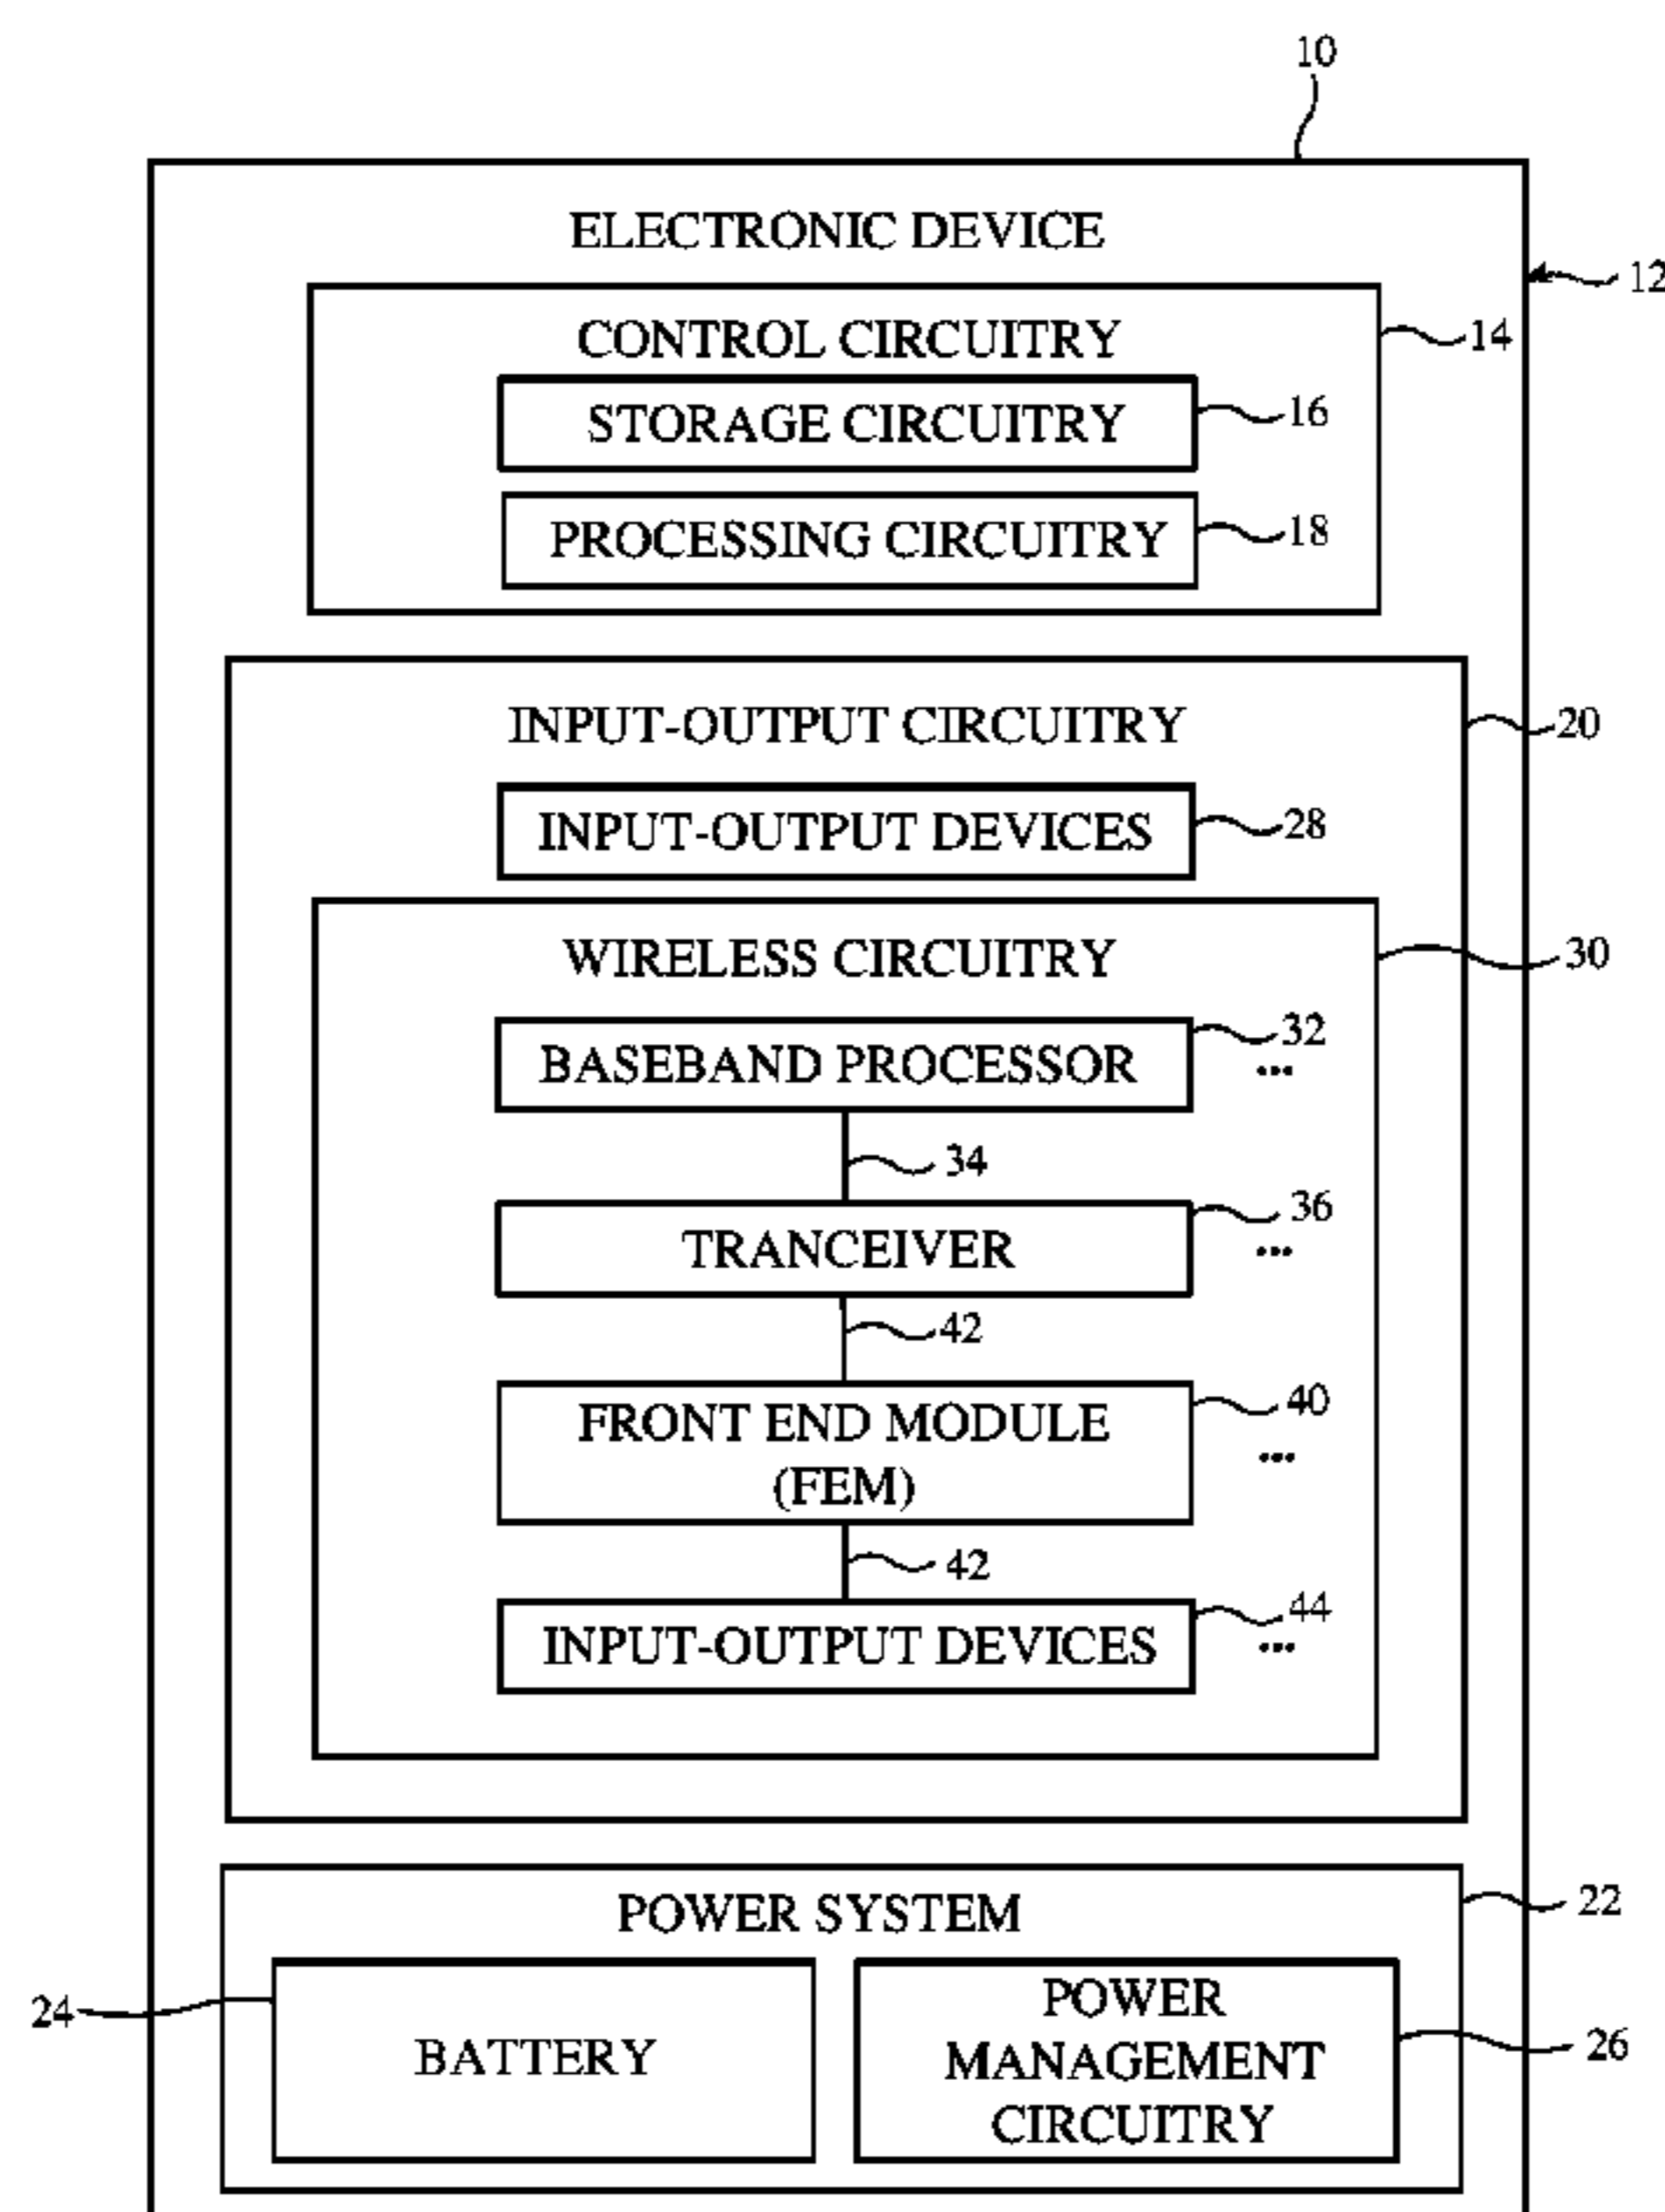 10
ELECTRONIC DEVICE
12
CONTROL CIRCUITRY
14
STORAGE CIRCUITRY
16
PROCESSING CIRCUITRY
18
INPUT-OUTPUT CIRCUITRY
20
INPUT-OUTPUT DEVICES
28
WIRELESS CIRCUITRY
30
BASEBAND PROCESSOR
32
...
34
TRANCEIVER
36
...
42
FRONT END MODULE
(FEM)
40
...
42
INPUT-OUTPUT DEVICES
44
...
POWER SYSTEM
22
24
BATTERY
POWER
MANAGEMENT
CIRCUITRY
26